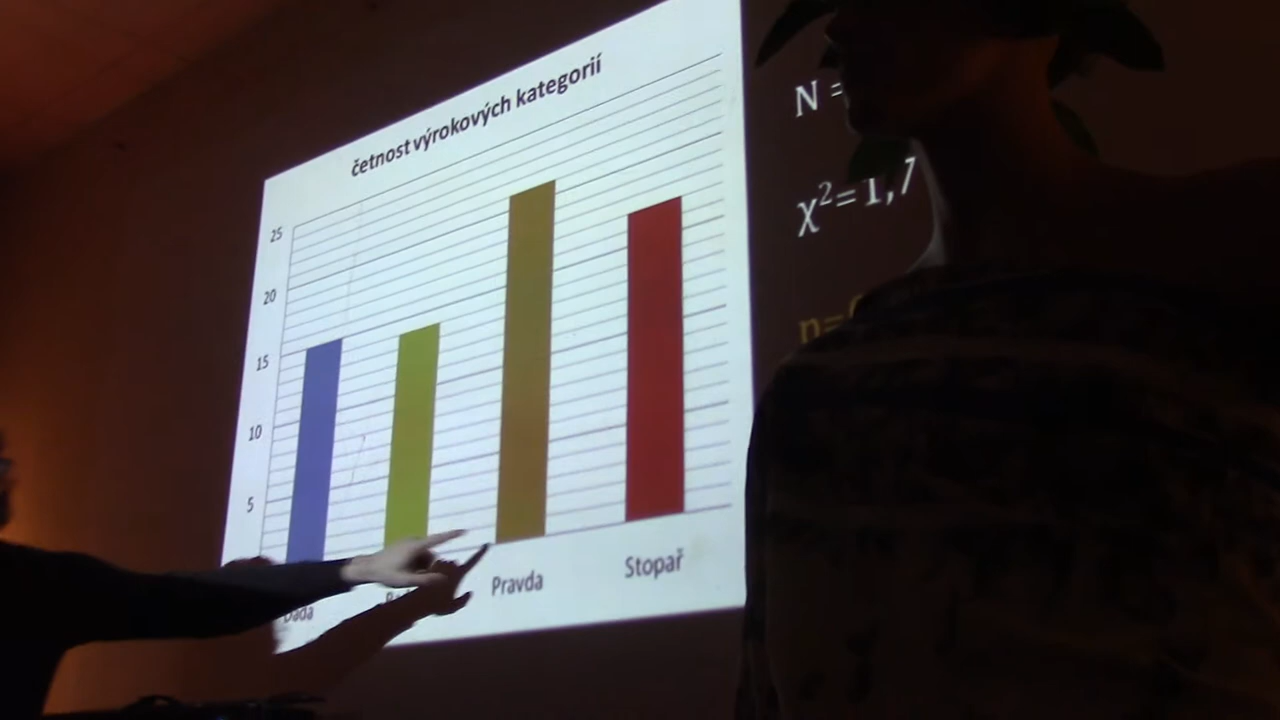 četnost výrokových kategorií
25
20
15
10
5
Pravda
Stopař
N =
χ²= 1,7